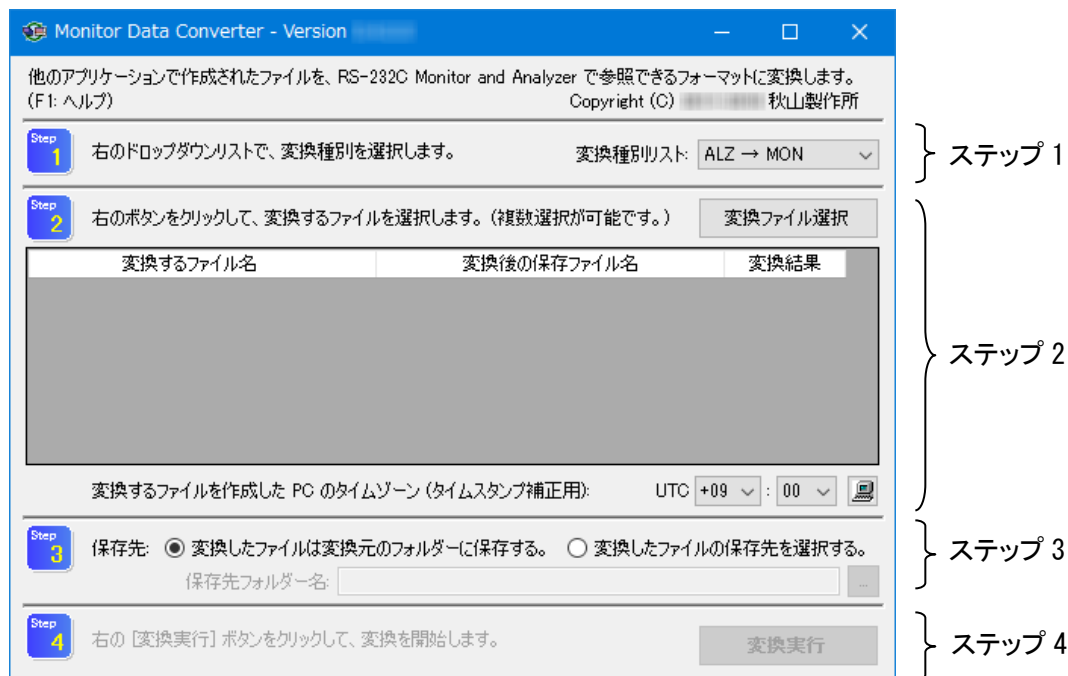 Monitor Data Converter - Version
他のアプリケーションで作成されたファイルを、RS-232C Monitor and Analyzer で参照できるフォーマットに変換します。
(F1: ヘルプ) Copyright (C) 秋山製作所
Step 1 右のドロップダウンリストで、変換種別を選択します。 変換種別リスト: ALZ → MON ステップ 1
Step 2 右のボタンをクリックして、変換するファイルを選択します。(複数選択が可能です。) 変換ファイル選択
変換するファイル名 変換後の保存ファイル名 変換結果
ステップ 2
変換するファイルを作成した PC のタイムゾーン (タイムスタンプ補正用): UTC +09 : 00
Step 3 保存先: 変換したファイルは変換元のフォルダーに保存する。 変換したファイルの保存先を選択する。 ステップ 3
保存先フォルダー名: ...
Step 4 右の [変換実行] ボタンをクリックして、変換を開始します。 変換実行 ステップ 4